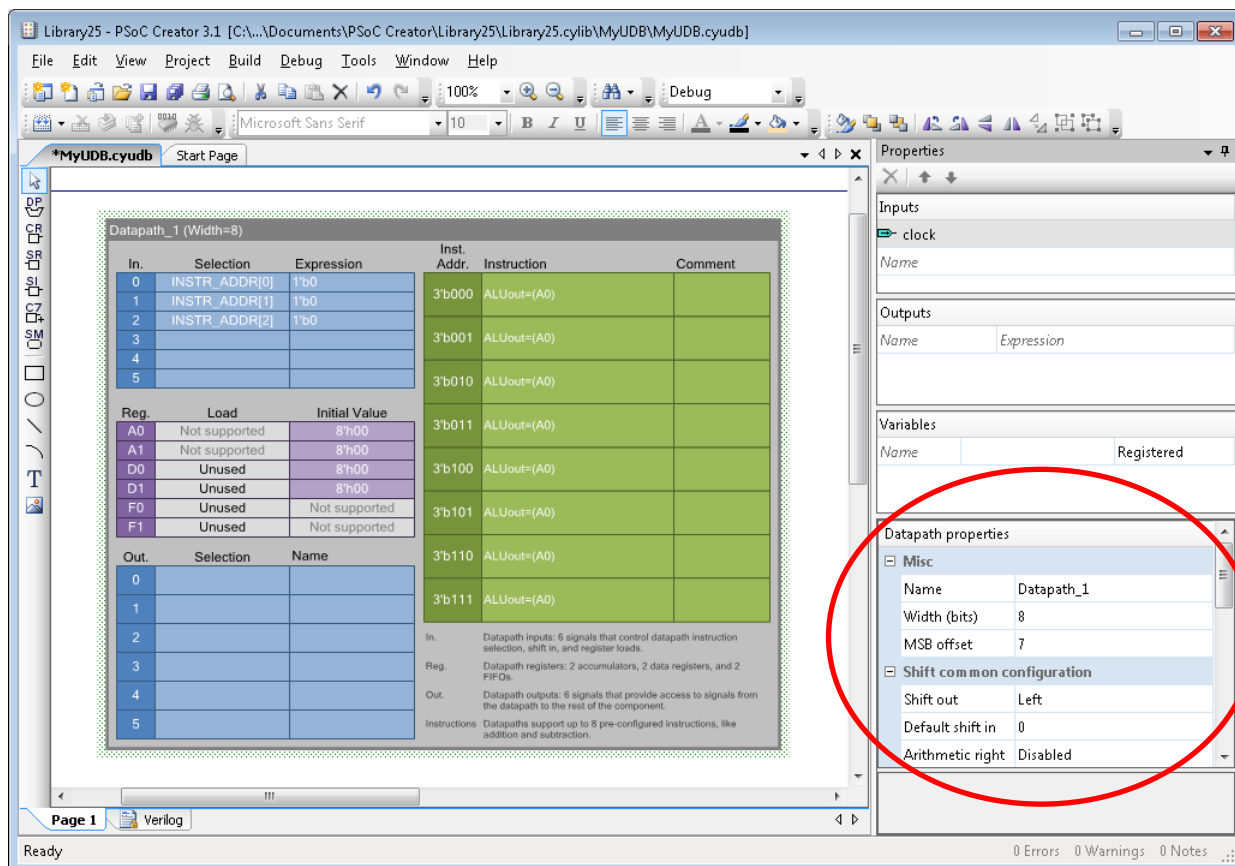 Library25 - PSoC Creator 3.1 [C:\...\Documents\PSoC Creator\Library25\Library25.cylib\MyUDB\MyUDB.cyudb]
File Edit View Project Build Debug Tools Window Help
100% Debug
Microsoft Sans Serif 10 B I U A
*MyUDB.cyudb Start Page
DP
CR
SR
SI
C7
SM
T
Datapath_1 (Width=8)
In. Selection Expression
0 INSTR_ADDR[0] 1'b0
1 INSTR_ADDR[1] 1'b0
2 INSTR_ADDR[2] 1'b0
3
4
5
Reg. Load Initial Value
A0 Not supported 8'h00
A1 Not supported 8'h00
D0 Unused 8'h00
D1 Unused 8'h00
F0 Unused Not supported
F1 Unused Not supported
Out. Selection Name
0
1
2
3
4
5
Inst.
Addr. Instruction Comment
3'b000 ALUout=(A0)
3'b001 ALUout=(A0)
3'b010 ALUout=(A0)
3'b011 ALUout=(A0)
3'b100 ALUout=(A0)
3'b101 ALUout=(A0)
3'b110 ALUout=(A0)
3'b111 ALUout=(A0)
In. Datapath inputs: 6 signals that control datapath instruction
selection, shift in, and register loads.
Reg. Datapath registers: 2 accumulators, 2 data registers, and 2
FIFOs.
Out. Datapath outputs: 6 signals that provide access to signals from
the datapath to the rest of the component.
Instructions Datapaths support up to 8 pre-configured instructions, like
addition and subtraction.
Page 1 Verilog
Properties
Inputs
clock
Name
Outputs
Name Expression
Variables
Name Registered
Datapath properties
Misc
Name Datapath_1
Width (bits) 8
MSB offset 7
Shift common configuration
Shift out Left
Default shift in 0
Arithmetic right Disabled
Ready 0 Errors 0 Warnings 0 Notes